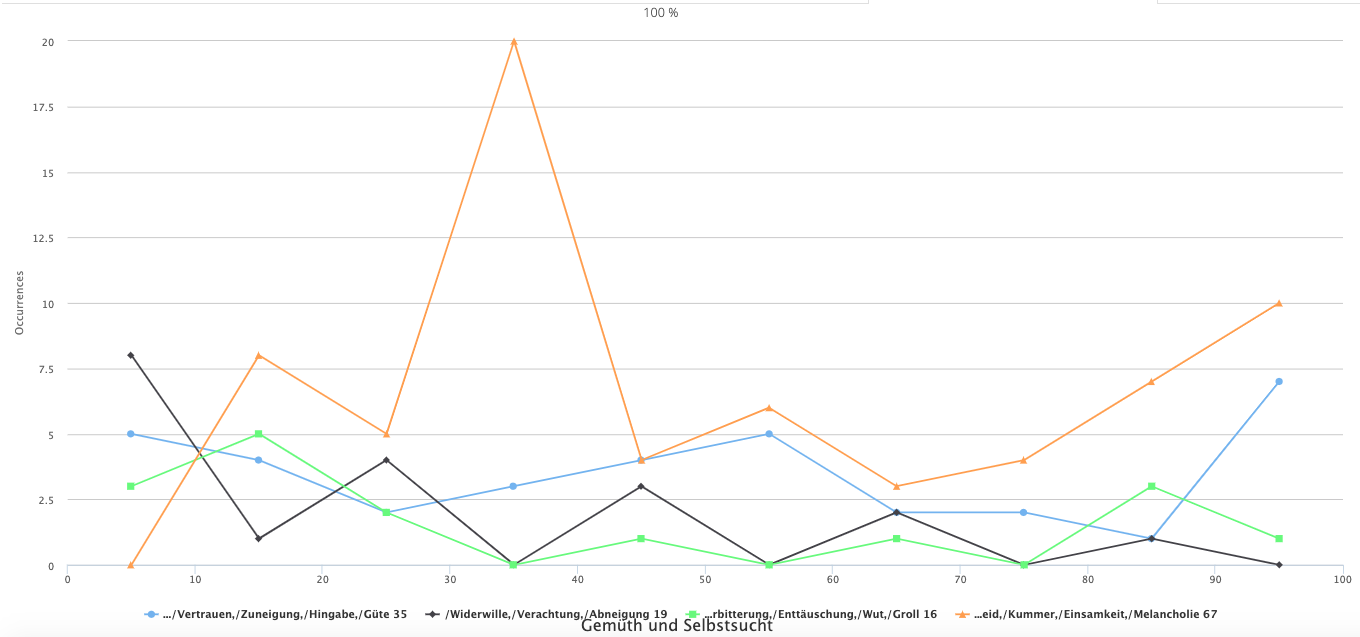 100 %
20
17.5
15
12.5
10
7.5
5
2.5
0
Occurrences
0 10 20 30 40 50 60 70 80 90 100
.../Vertrauen,/Zuneigung,/Hingabe,/Güte 35 /Widerwille,/Verachtung,/Abneigung 19 ...rbitterung,/Enttäuschung,/Wut,/Groll 16 ...eid,/Kummer,/Einsamkeit,/Melancholie 67
Gemüth und Selbstsucht